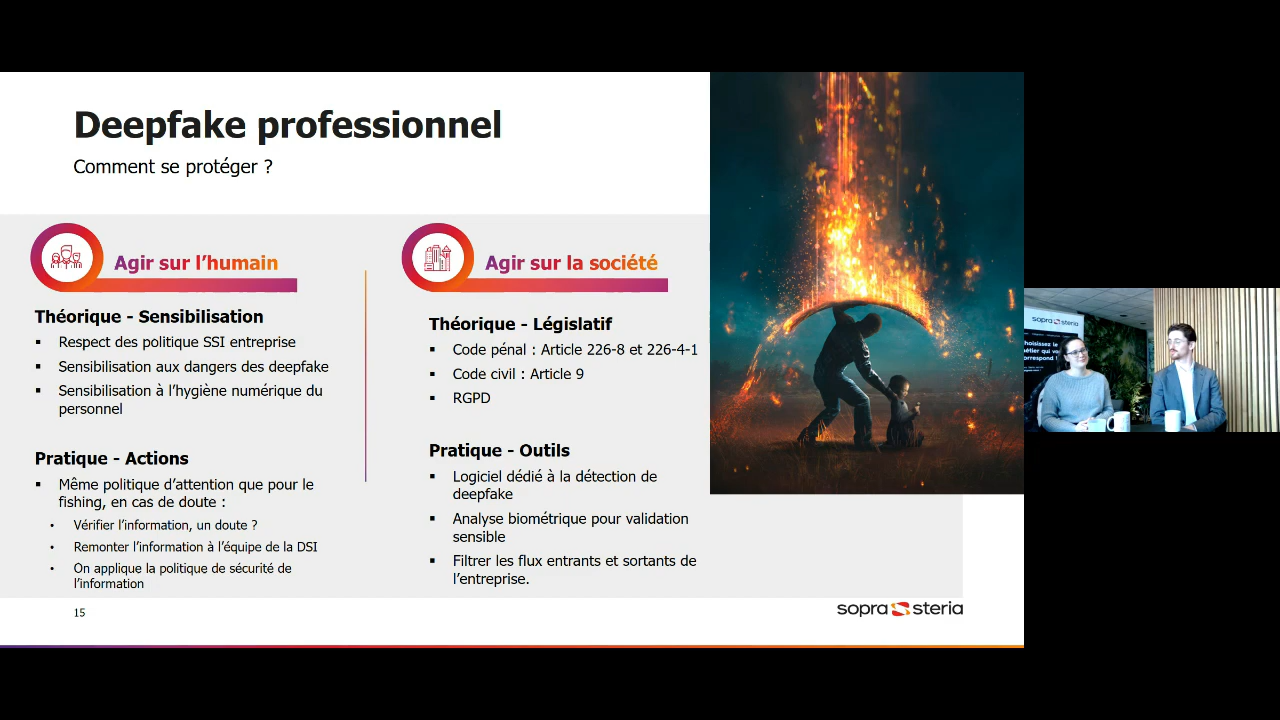 Deepfake professionnel
Comment se protéger ?
Agir sur l'humain
Théorique - Sensibilisation
▪ Respect des politique SSI entreprise
▪ Sensibilisation aux dangers des deepfake
▪ Sensibilisation à l'hygiène numérique du
personnel
Pratique - Actions
▪ Même politique d'attention que pour le
fishing, en cas de doute :
• Vérifier l'information, un doute ?
• Remonter l'information à l'équipe de la DSI
• On applique la politique de sécurité de
l'information
Agir sur la société
Théorique - Législatif
▪ Code pénal : Article 226-8 et 226-4-1
▪ Code civil : Article 9
▪ RGPD
Pratique - Outils
▪ Logiciel dédié à la détection de
deepfake
▪ Analyse biométrique pour validation
sensible
▪ Filtrer les flux entrants et sortants de
l'entreprise.
15
sopra steria
sopra steria